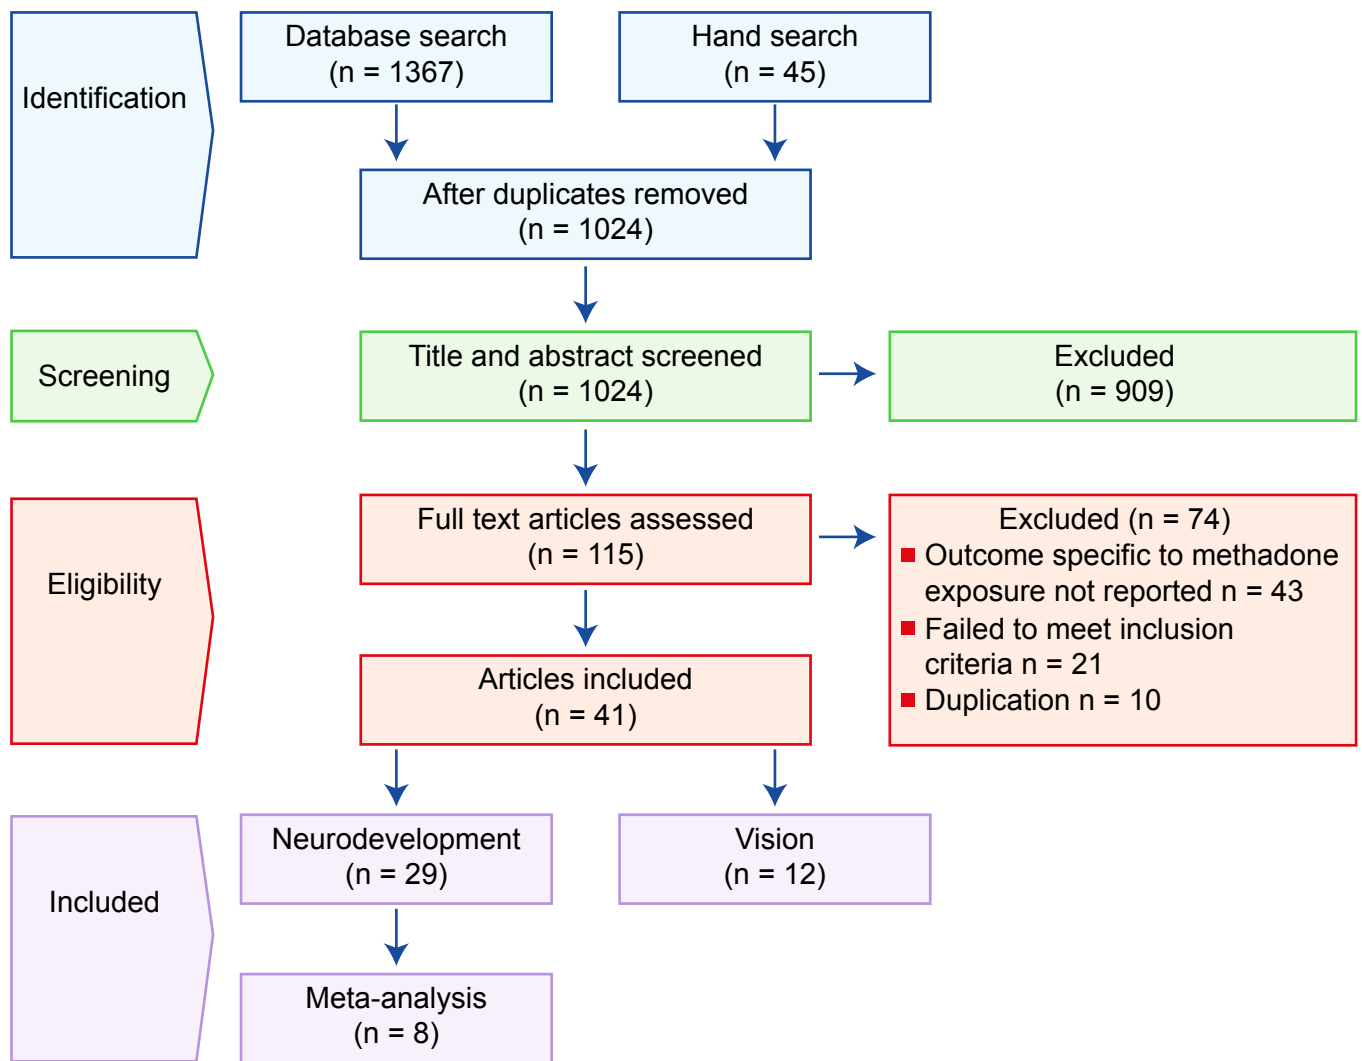 Identification
Database search
(n = 1367)
Hand search
(n = 45)
After duplicates removed
(n = 1024)
Screening
Title and abstract screened
(n = 1024)
Excluded
(n = 909)
Eligibility
Full text articles assessed
(n = 115)
Excluded (n = 74)
Outcome specific to methadone
exposure not reported n = 43
Failed to meet inclusion
criteria n = 21
Duplication n = 10
Articles included
(n = 41)
Included
Neurodevelopment
(n = 29)
Vision
(n = 12)
Meta-analysis
(n = 8)